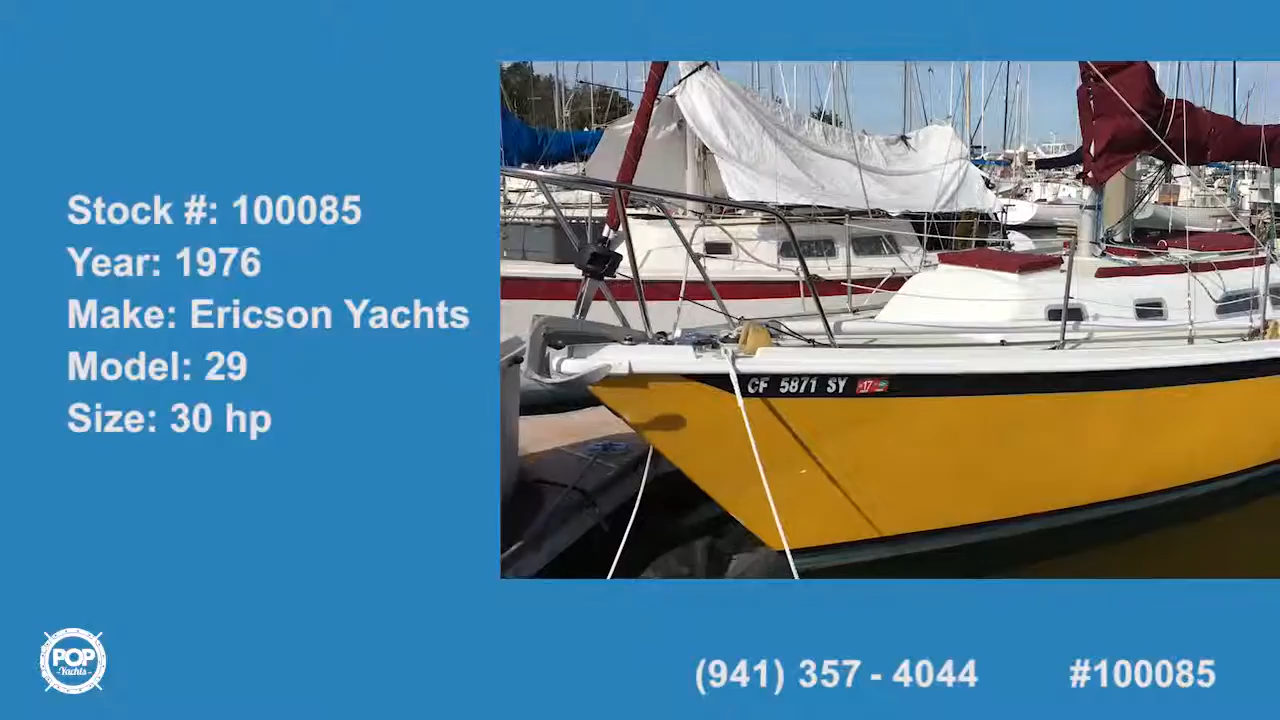 Stock #: 100085
Year: 1976
Make: Ericson Yachts
Model: 29
Size: 30 hp
CF 5871 SY 17
POP
Yachts
(941) 357 - 4044 #100085